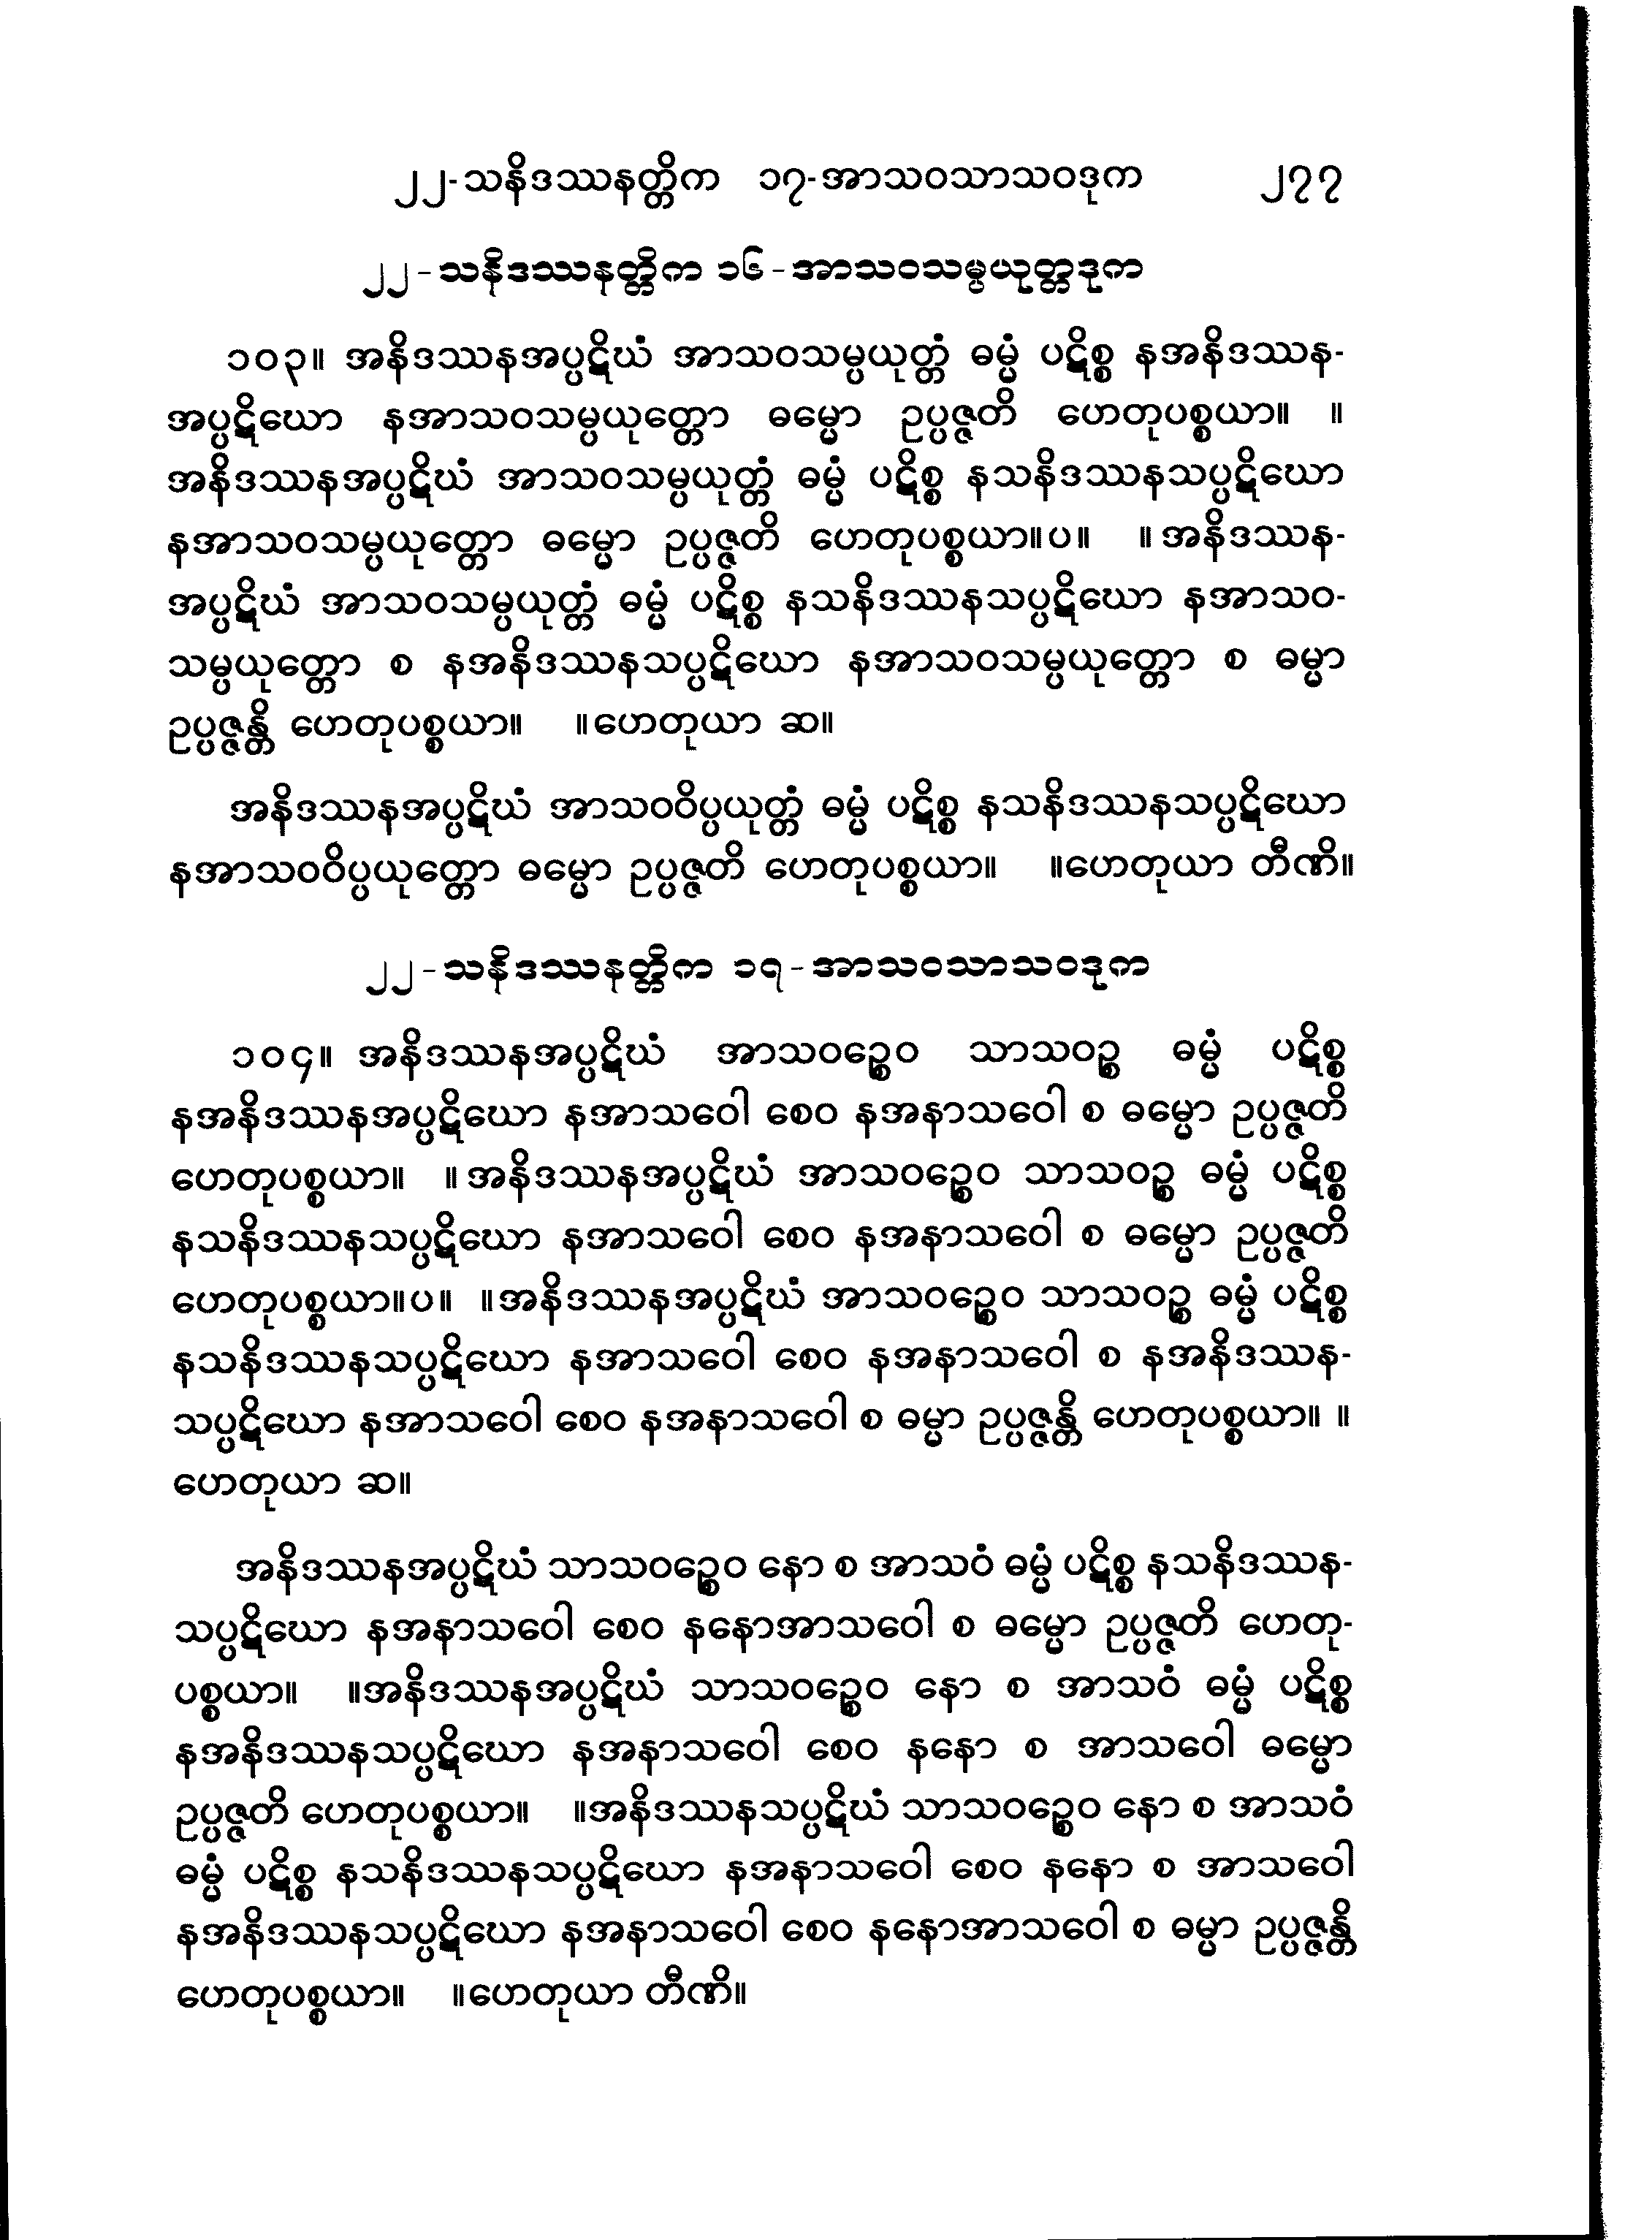 ၂၂-သနိဒဿနတ္တိက ၁၇-အာသဝသာသဝဒုက ၂၇၇
၂၂-သနိဒဿနတ္တိက ၁၆-အာသဝသမ္ပယုတ္တဒုက
၁၀၃။ အနိဒဿနအပ္ပဋိဃံ အာသဝသမ္ပယုတ္တံ ဓမ္မံ ပဋိစ္စ နအနိဒဿန-
အပ္ပဋိဃော နအာသဝသမ္ပယုတ္တော ဓမ္မော ဥပ္ပဇ္ဇတိ ဟေတုပစ္စယာ။ ။
အနိဒဿနအပ္ပဋိဃံ အာသဝသမ္ပယုတ္တံ ဓမ္မံ ပဋိစ္စ နသနိဒဿနသပ္ပဋိဃော
နအာသဝသမ္ပယုတ္တော ဓမ္မော ဥပ္ပဇ္ဇတိ ဟေတုပစ္စယာ။ပ။ ။အနိဒဿန-
အပ္ပဋိဃံ အာသဝသမ္ပယုတ္တံ ဓမ္မံ ပဋိစ္စ နသနိဒဿနသပ္ပဋိဃော နအာသဝ-
သမ္ပယုတ္တော စ နအနိဒဿနသပ္ပဋိဃော နအာသဝသမ္ပယုတ္တော စ ဓမ္မာ
ဥပ္ပဇ္ဇန္တိ ဟေတုပစ္စယာ။ ။ဟေတုယာ ဆ။
အနိဒဿနအပ္ပဋိဃံ အာသဝဝိပ္ပယုတ္တံ ဓမ္မံ ပဋိစ္စ နသနိဒဿနသပ္ပဋိဃော
နအာသဝဝိပ္ပယုတ္တော ဓမ္မော ဥပ္ပဇ္ဇတိ ဟေတုပစ္စယာ။ ။ဟေတုယာ တီဏိ။
၂၂-သနိဒဿနတ္တိက ၁၇-အာသဝသာသဝဒုက
၁၀၄။ အနိဒဿနအပ္ပဋိဃံ အာသဝဉ္စေဝ သာသဝဉ္စ ဓမ္မံ ပဋိစ္စ
နအနိဒဿနအပ္ပဋိဃော နအာသဝေါ စေဝ နအနာသဝေါ စ ဓမ္မော ဥပ္ပဇ္ဇတိ
ဟေတုပစ္စယာ။ ။အနိဒဿနအပ္ပဋိဃံ အာသဝဉ္စေဝ သာသဝဉ္စ ဓမ္မံ ပဋိစ္စ
နသနိဒဿနသပ္ပဋိဃော နအာသဝေါ စေဝ နအနာသဝေါ စ ဓမ္မော ဥပ္ပဇ္ဇတိ
ဟေတုပစ္စယာ။ပ။ ။အနိဒဿနအပ္ပဋိဃံ အာသဝဉ္စေဝ သာသဝဉ္စ ဓမ္မံ ပဋိစ္စ
နသနိဒဿနသပ္ပဋိဃော နအာသဝေါ စေဝ နအနာသဝေါ စ နအနိဒဿန-
သပ္ပဋိဃော နအာသဝေါ စေဝ နအနာသဝေါ စ ဓမ္မာ ဥပ္ပဇ္ဇန္တိ ဟေတုပစ္စယာ။ ။
ဟေတုယာ ဆ။
အနိဒဿနအပ္ပဋိဃံ သာသဝဉ္စေဝ နော စ အာသဝံ ဓမ္မံ ပဋိစ္စ နသနိဒဿန-
သပ္ပဋိဃော နအနာသဝေါ စေဝ နနောအာသဝေါ စ ဓမ္မော ဥပ္ပဇ္ဇတိ ဟေတု-
ပစ္စယာ။ ။အနိဒဿနအပ္ပဋိဃံ သာသဝဉ္စေဝ နော စ အာသဝံ ဓမ္မံ ပဋိစ္စ
နအနိဒဿနသပ္ပဋိဃော နအနာသဝေါ စေဝ နနော စ အာသဝေါ ဓမ္မော
ဥပ္ပဇ္ဇတိ ဟေတုပစ္စယာ။ ။အနိဒဿနသပ္ပဋိဃံ သာသဝဉ္စေဝ နော စ အာသဝံ
ဓမ္မံ ပဋိစ္စ နသနိဒဿနသပ္ပဋိဃော နအနာသဝေါ စေဝ နနော စ အာသဝေါ
နအနိဒဿနသပ္ပဋိဃော နအနာသဝေါ စေဝ နနောအာသဝေါ စ ဓမ္မာ ဥပ္ပဇ္ဇန္တိ
ဟေတုပစ္စယာ။ ။ဟေတုယာ တီဏိ။